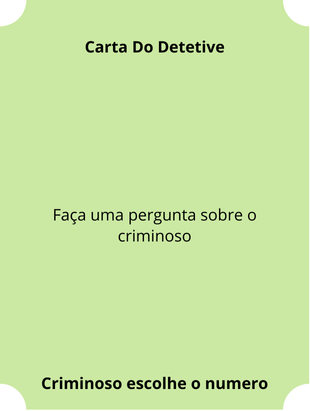 Carta Do Detetive
Faça uma pergunta sobre o
criminoso
Criminoso escolhe o numero